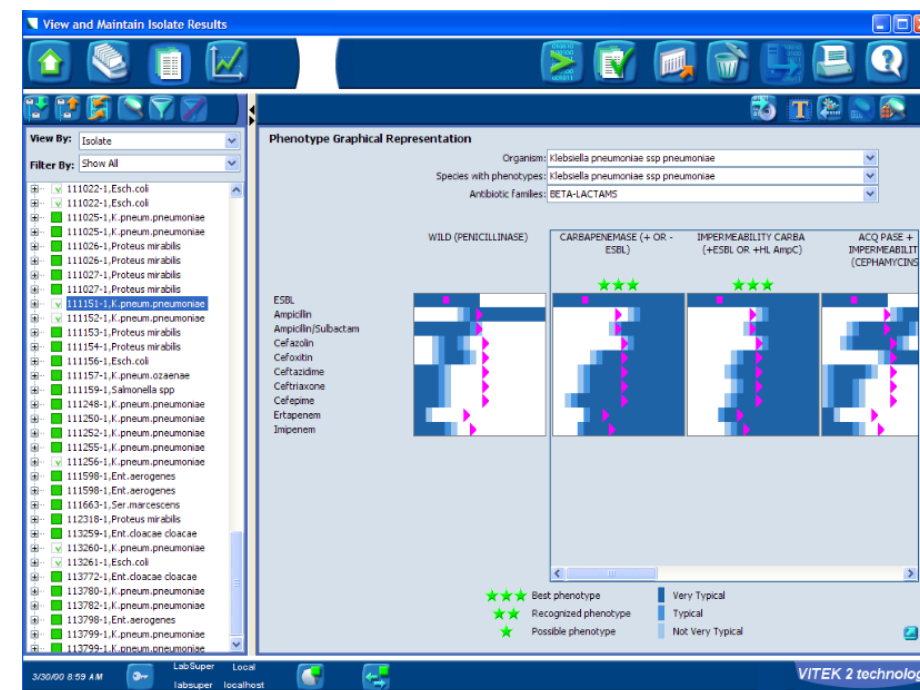 View and Maintain Isolate Results
View By: Isolate
Filter By: Show All
111022-1,Esch.coli
111022-1,Esch.coli
111025-1,K.pneum.pneumoniae
111025-1,K.pneum.pneumoniae
111026-1,Proteus mirabilis
111026-1,Proteus mirabilis
111027-1,Proteus mirabilis
111027-1,Proteus mirabilis
111151-1,K.pneum.pneumoniae
111152-1,K.pneum.pneumoniae
111153-1,Proteus mirabilis
111154-1,Proteus mirabilis
111156-1,Esch.coli
111157-1,K.pneum.ozaenae
111159-1,Salmonella spp
111248-1,K.pneum.pneumoniae
111250-1,K.pneum.pneumoniae
111252-1,K.pneum.pneumoniae
111255-1,K.pneum.pneumoniae
111256-1,K.pneum.pneumoniae
111598-1,Ent.aerogenes
111598-1,Ent.aerogenes
111663-1,Ser.marcescens
112318-1,Proteus mirabilis
113259-1,Ent.cloacae cloacae
113260-1,K.pneum.pneumoniae
113261-1,Esch.coli
113772-1,Ent.cloacae cloacae
113780-1,K.pneum.pneumoniae
113782-1,K.pneum.pneumoniae
113798-1,Ent.aerogenes
113799-1,K.pneum.pneumoniae
113799-1,K.pneum.pneumoniae
Phenotype Graphical Representation
Organism: Klebsiella pneumoniae ssp pneumoniae
Species with phenotypes: Klebsiella pneumoniae ssp pneumoniae
Antibiotic families: BETA-LACTAMS
WILD (PENICILLINASE)
CARBAPENEMASE (+ OR -
ESBL)
IMPERMEABILITY CARBA
(+ESBL OR +HL AmpC)
ACQ PASE +
IMPERMEABILIT
(CEPHAMYCINS
ESBL
Ampicillin
Ampicillin/Sulbactam
Cefazolin
Cefoxitin
Ceftazidime
Ceftriaxone
Cefepime
Ertapenem
Imipenem
Best phenotype
Very Typical
Recognized phenotype
Typical
Possible phenotype
Not Very Typical
3/30/00 8:59 AM
LabSuper Local
labsuper localhost
VITEK 2 technolo